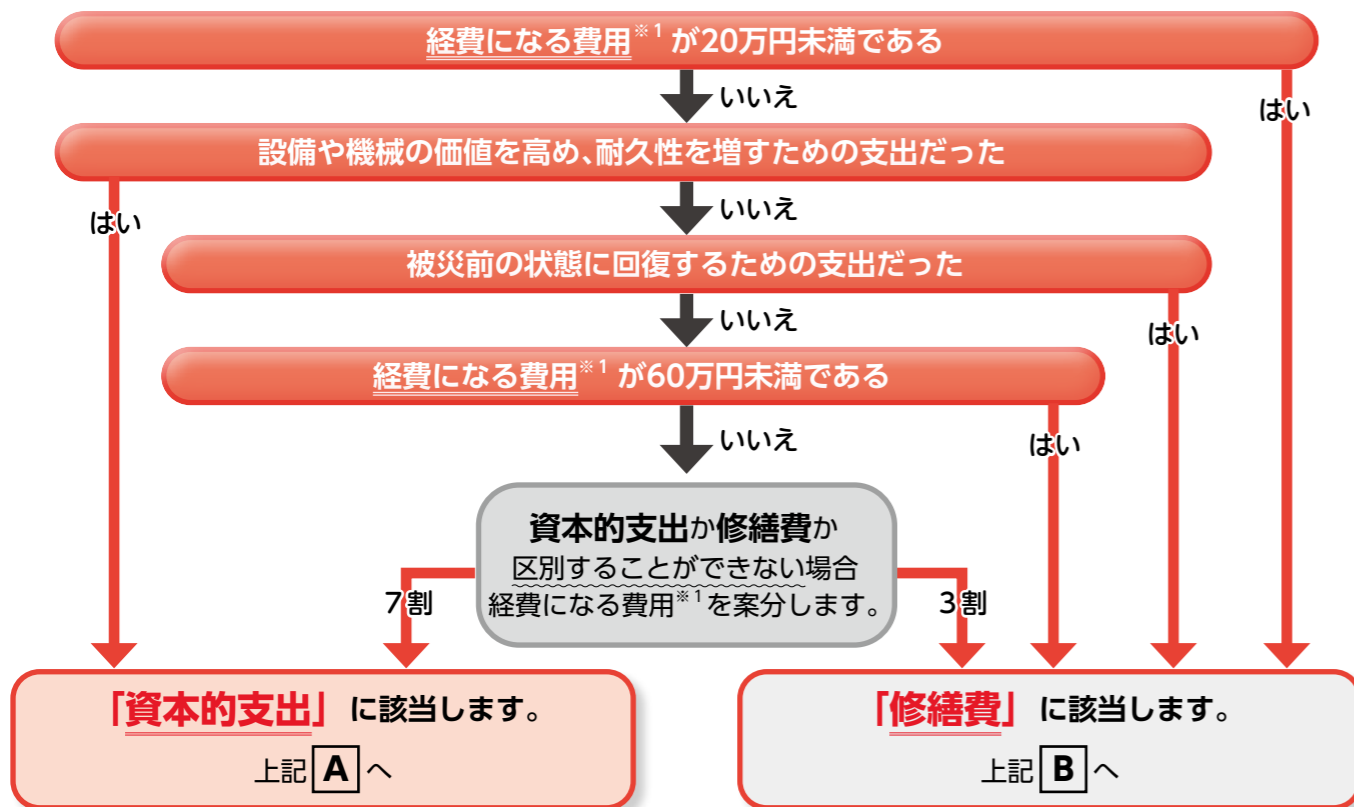 経費になる費用※1 が20万円未満である
いいえ
はい
設備や機械の価値を高め、耐久性を増すための支出だった
はい
いいえ
被災前の状態に回復するための支出だった
いいえ
はい
経費になる費用※1 が60万円未満である
いいえ
はい
資本的支出か修繕費か
区別することができない場合
経費になる費用※1を案分します。
7割
3割
「資本的支出」に該当します。
上記 A へ
「修繕費」に該当します。
上記 B へ